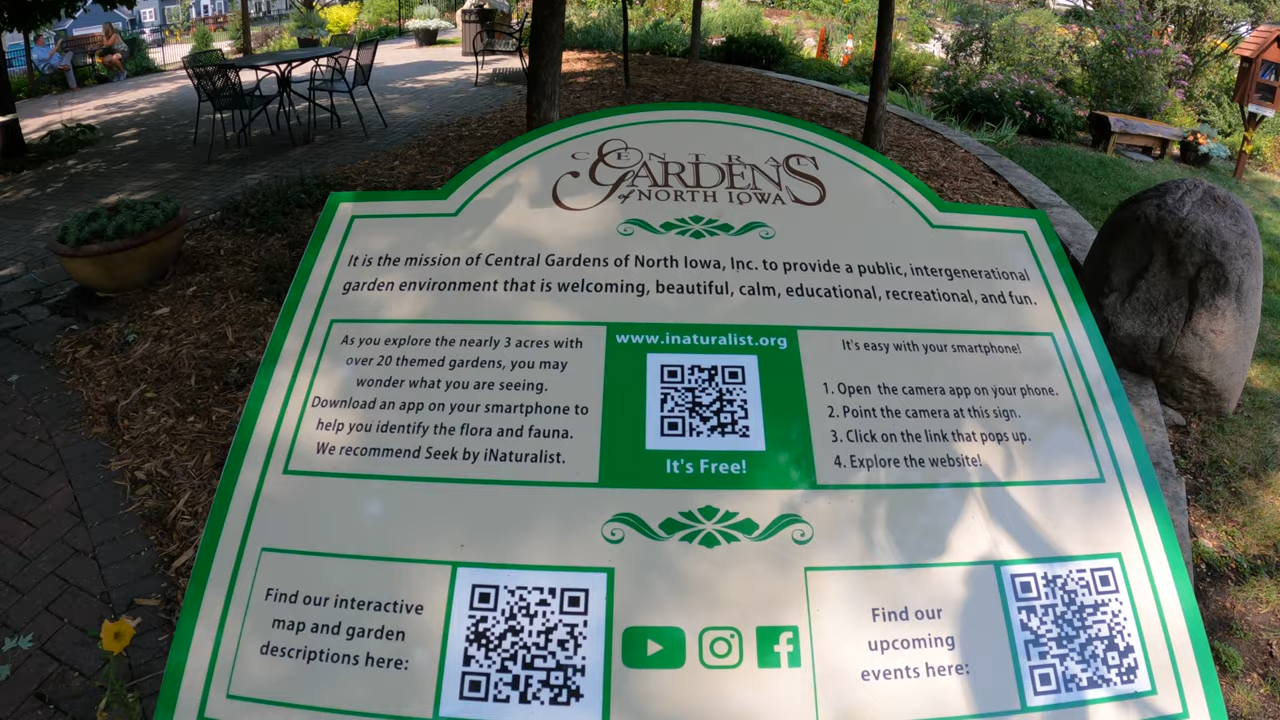 CENTRAL
GARDENS
of NORTH IOWA
It is the mission of Central Gardens of North Iowa, Inc. to provide a public, intergenerational
garden environment that is welcoming, beautiful, calm, educational, recreational, and fun.
As you explore the nearly 3 acres with
over 20 themed gardens, you may
wonder what you are seeing.
Download an app on your smartphone to
help you identify the flora and fauna.
We recommend Seek by iNaturalist.
www.inaturalist.org
It's Free!
It's easy with your smartphone!
1. Open the camera app on your phone.
2. Point the camera at this sign.
3. Click on the link that pops up.
4. Explore the website!
Find our interactive
map and garden
descriptions here:
Find our
upcoming
events here: